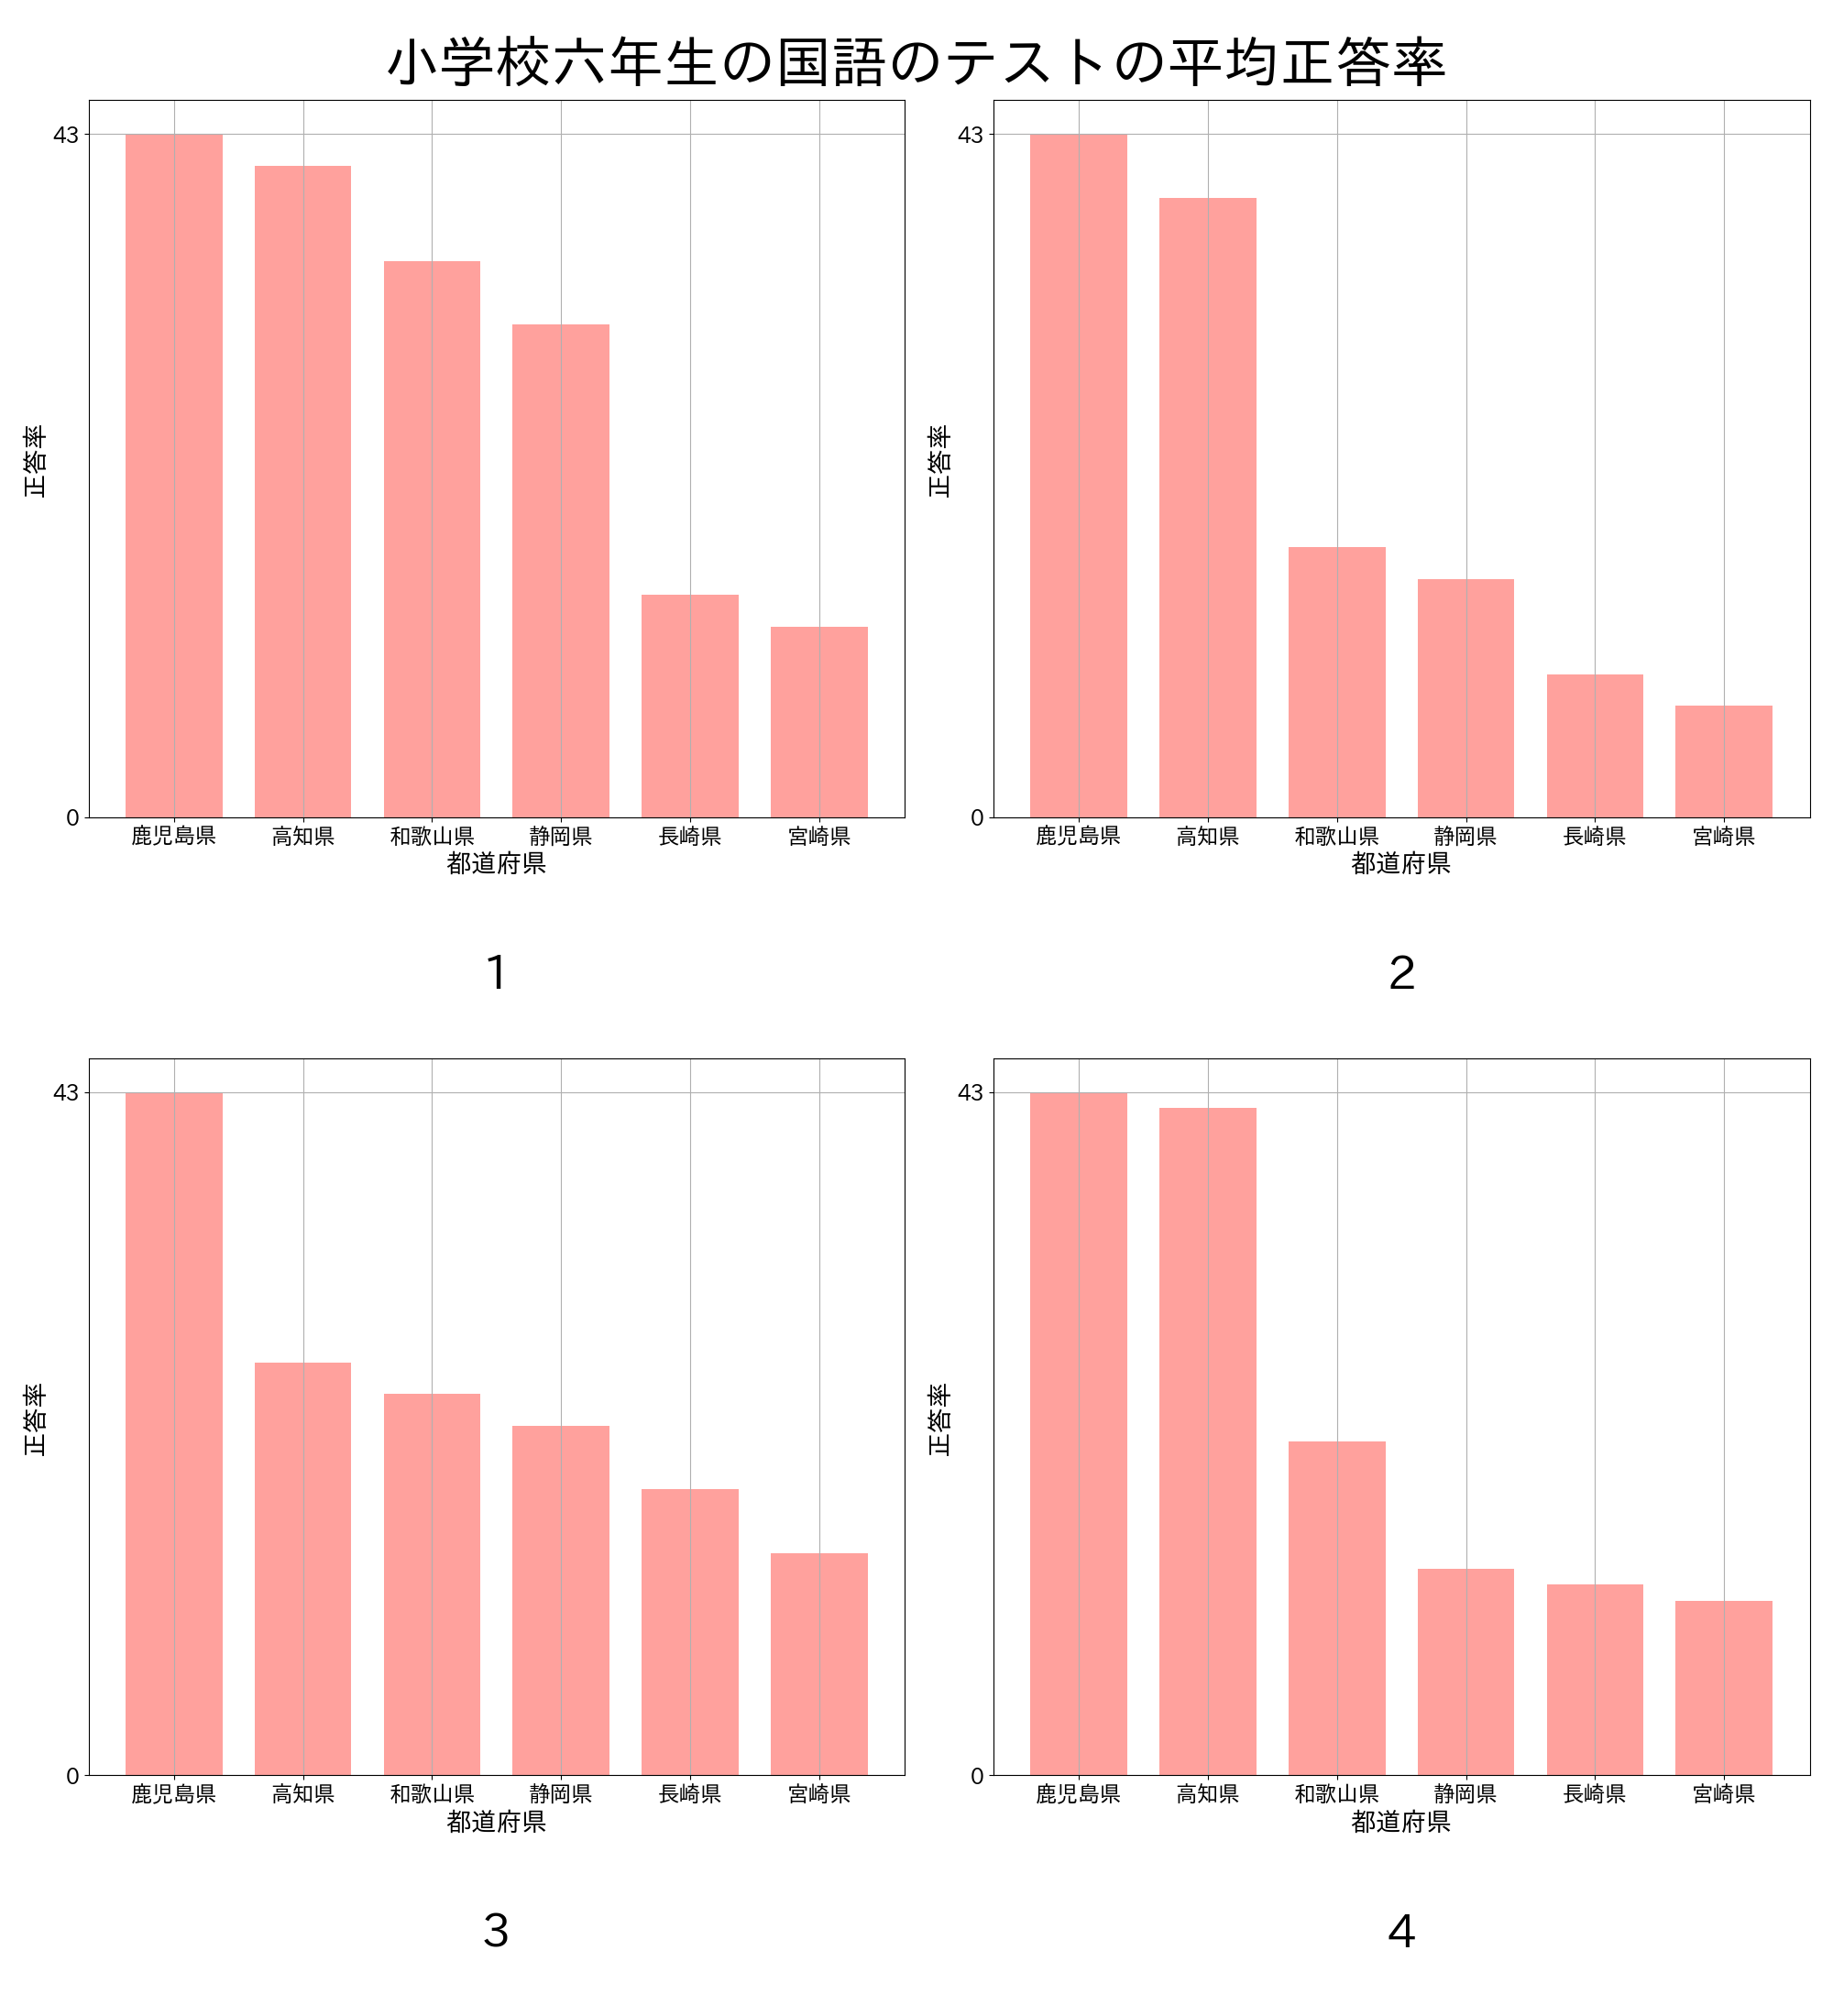 小学校六年生の国語のテストの平均正答率
43
正答率
0
鹿児島県 高知県 和歌山県 静岡県 長崎県 宮崎県
都道府県
1
43
正答率
0
鹿児島県 高知県 和歌山県 静岡県 長崎県 宮崎県
都道府県
2
43
正答率
0
鹿児島県 高知県 和歌山県 静岡県 長崎県 宮崎県
都道府県
3
43
正答率
0
鹿児島県 高知県 和歌山県 静岡県 長崎県 宮崎県
都道府県
4